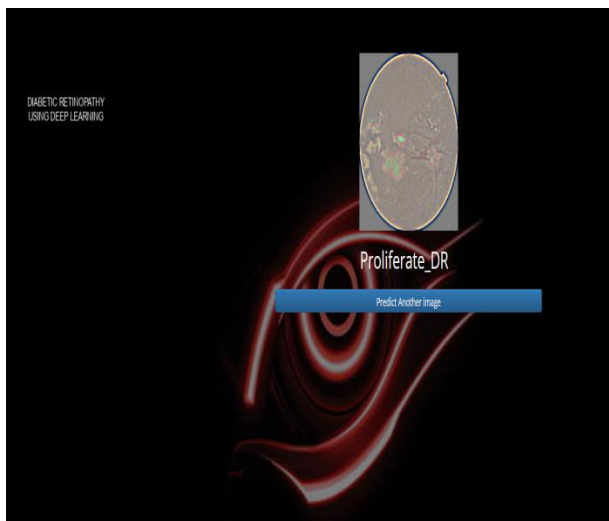 DIABETIC RETINOPATHY
USING DEEP LEARNING
Proliferate_DR
Predict Another image